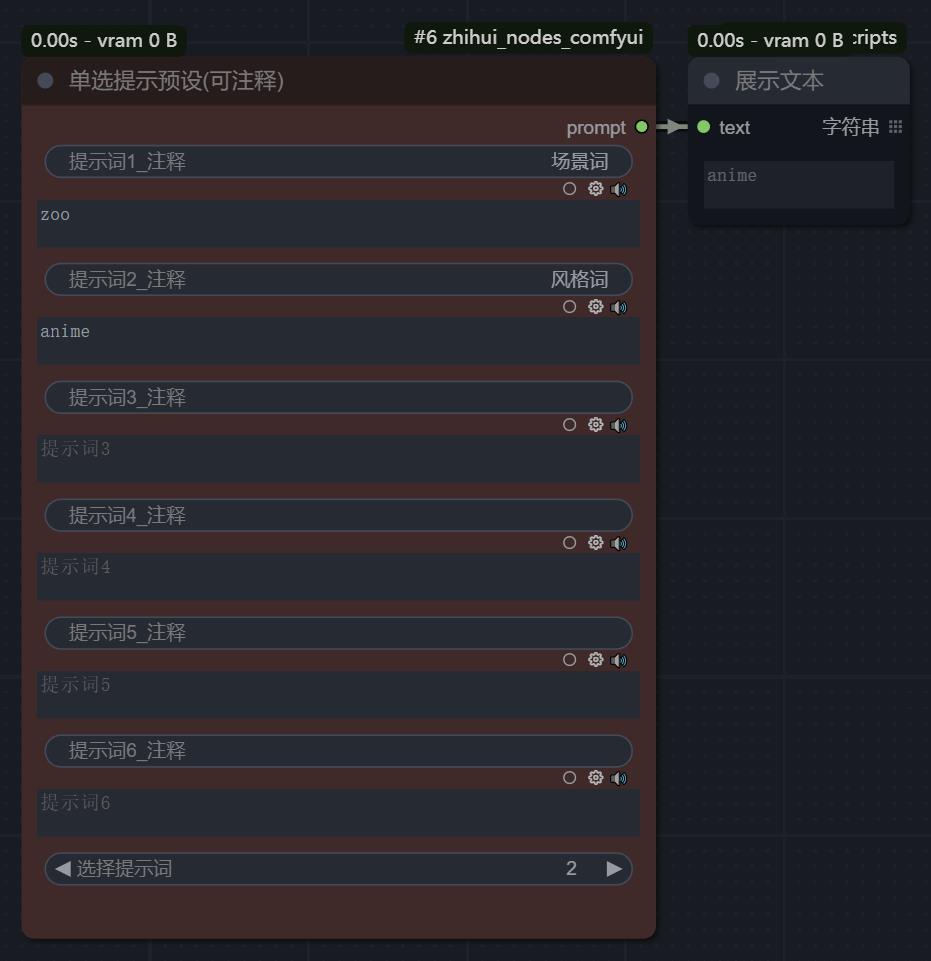 0.00s - vram 0 B
#6 zhihui_nodes_comfyui
0.00s - vram 0 B
cripts
单选提示预设(可注释)
展示文本
prompt
text
字符串
提示词1_注释 场景词
anime
zoo
提示词2_注释 风格词
anime
提示词3_注释
提示词3
提示词4_注释
提示词4
提示词5_注释
提示词5
提示词6_注释
提示词6
选择提示词 2